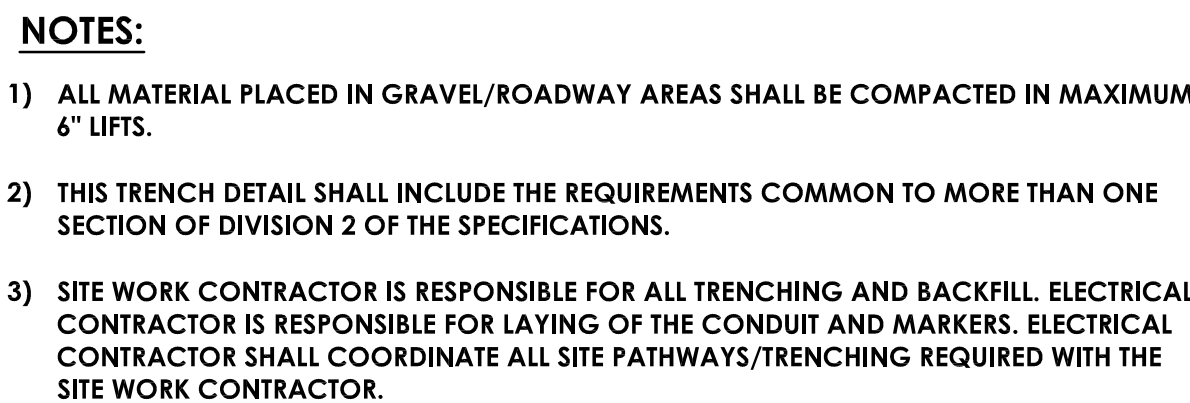 NOTES:
1) ALL MATERIAL PLACED IN GRAVEL/ROADWAY AREAS SHALL BE COMPACTED IN MAXIMUM
6" LIFTS.
2) THIS TRENCH DETAIL SHALL INCLUDE THE REQUIREMENTS COMMON TO MORE THAN ONE
SECTION OF DIVISION 2 OF THE SPECIFICATIONS.
3) SITE WORK CONTRACTOR IS RESPONSIBLE FOR ALL TRENCHING AND BACKFILL. ELECTRICAL
CONTRACTOR IS RESPONSIBLE FOR LAYING OF THE CONDUIT AND MARKERS. ELECTRICAL
CONTRACTOR SHALL COORDINATE ALL SITE PATHWAYS/TRENCHING REQUIRED WITH THE
SITE WORK CONTRACTOR.